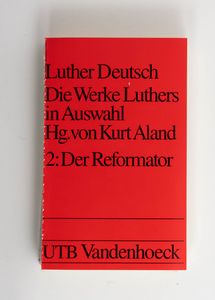 Luther Deutsch
Die Werke Luthers
in Auswahl
Hg. von Kurt Aland
2: Der Reformator
UTB Vandenhoeck